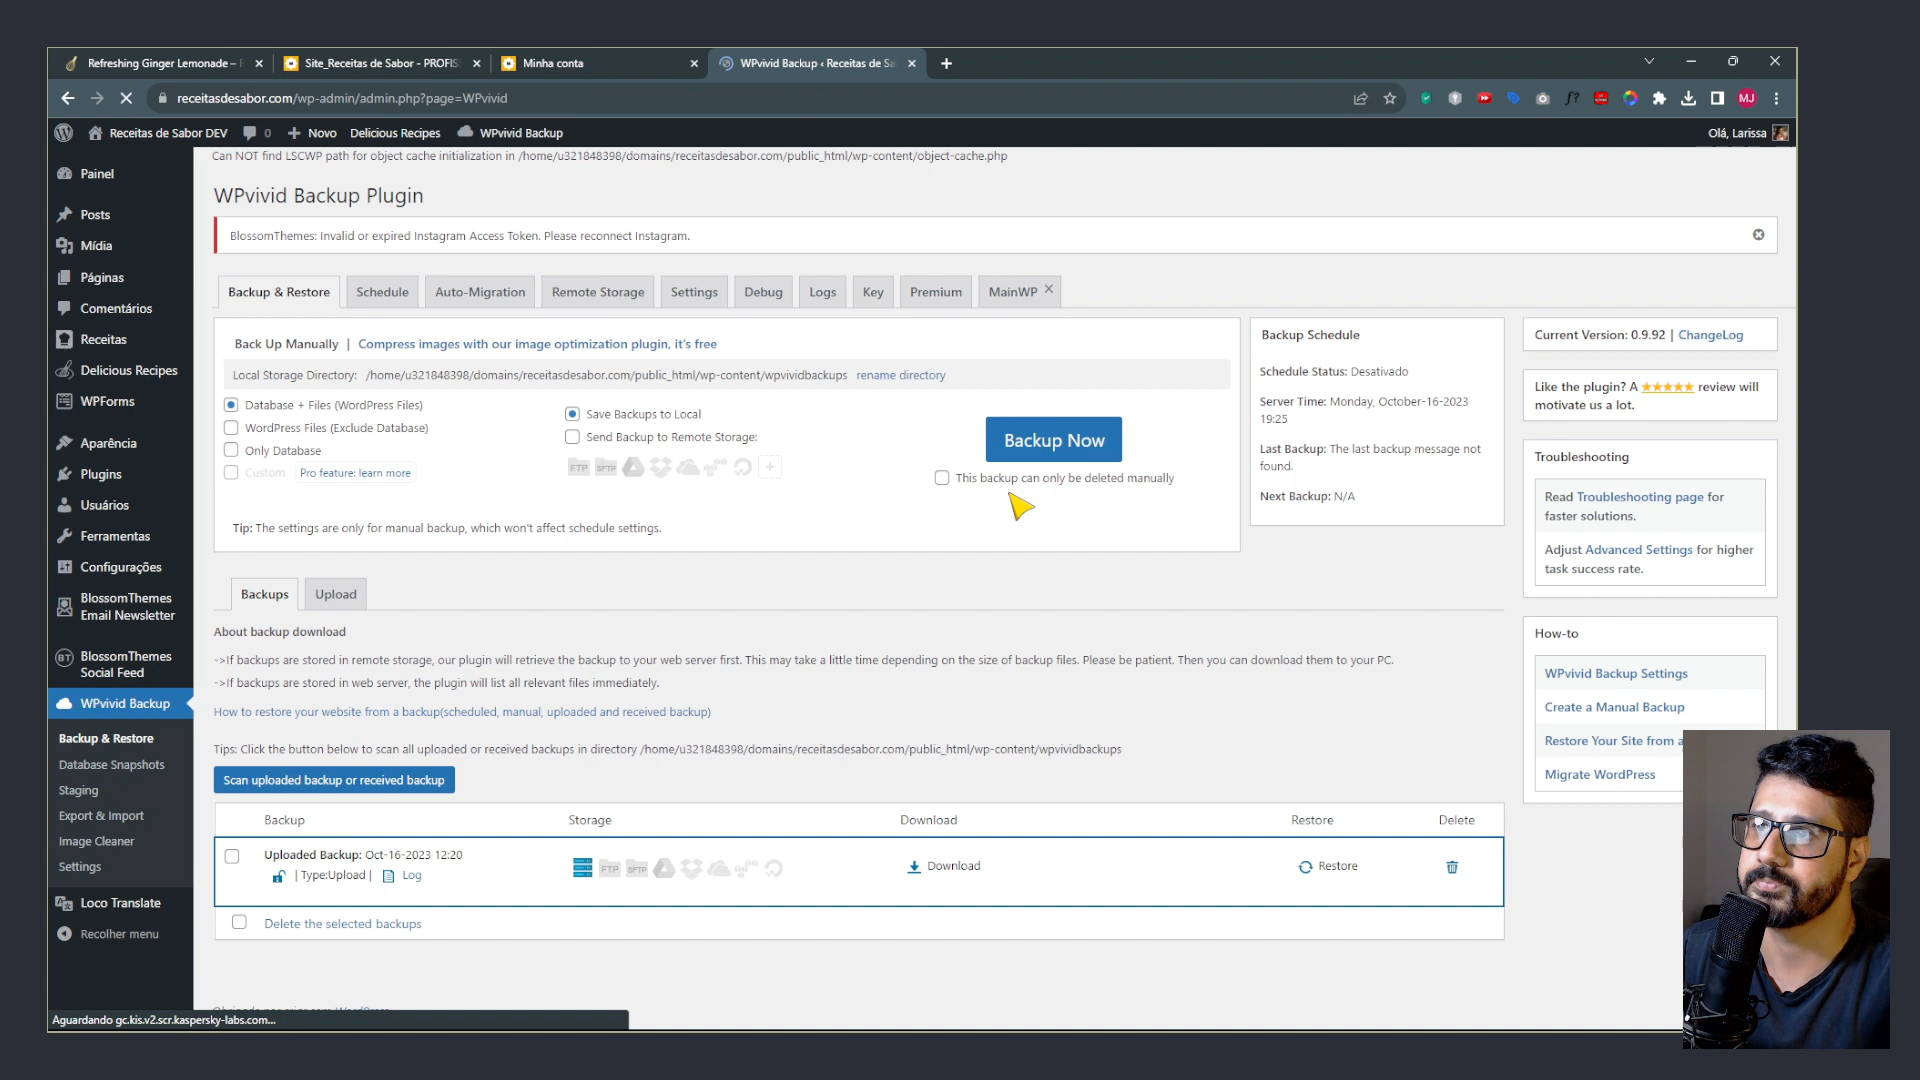 Refreshing Ginger Lemonade –
Site_Receitas de Sabor - PROFIS
Minha conta
WPvivid Backup ‹ Receitas de Sa
receitasdesabor.com/wp-admin/admin.php?page=WPvivid
f?
MJ
Receitas de Sabor DEV
0
Novo
Delicious Recipes
WPvivid Backup
Olá, Larissa
Painel
Posts
Mídia
Páginas
Comentários
Receitas
Delicious Recipes
WPForms
Aparência
Plugins
Usuários
Ferramentas
Configurações
BlossomThemes
Email Newsletter
BT
BlossomThemes
Social Feed
WPvivid Backup
Backup & Restore
Database Snapshots
Staging
Export & Import
Image Cleaner
Settings
Loco Translate
Recolher menu
Can NOT find LSCWP path for object cache initialization in /home/u321848398/domains/receitasdesabor.com/public_html/wp-content/object-cache.php
WPvivid Backup Plugin
BlossomThemes: Invalid or expired Instagram Access Token. Please reconnect Instagram.
Backup & Restore
Schedule
Auto-Migration
Remote Storage
Settings
Debug
Logs
Key
Premium
MainWP
Back Up Manually | Compress images with our image optimization plugin, it's free
Local Storage Directory: /home/u321848398/domains/receitasdesabor.com/public_html/wp-content/wpvividbackups rename directory
Database + Files (WordPress Files)
WordPress Files (Exclude Database)
Only Database
Custom Pro feature: learn more
Save Backups to Local
Send Backup to Remote Storage:
FTP SFTP
Backup Now
This backup can only be deleted manually
Tip: The settings are only for manual backup, which won't affect schedule settings.
Backup Schedule
Schedule Status: Desativado
Server Time: Monday, October-16-2023
19:25
Last Backup: The last backup message not
found.
Next Backup: N/A
Current Version: 0.9.92 | ChangeLog
Like the plugin? A ★★★★★ review will
motivate us a lot.
Troubleshooting
Read Troubleshooting page for
faster solutions.
Adjust Advanced Settings for higher
task success rate.
How-to
WPvivid Backup Settings
Create a Manual Backup
Restore Your Site from a
Migrate WordPress
Backups
Upload
About backup download
->If backups are stored in remote storage, our plugin will retrieve the backup to your web server first. This may take a little time depending on the size of backup files. Please be patient. Then you can download them to your PC.
->If backups are stored in web server, the plugin will list all relevant files immediately.
How to restore your website from a backup(scheduled, manual, uploaded and received backup)
Tips: Click the button below to scan all uploaded or received backups in directory /home/u321848398/domains/receitasdesabor.com/public_html/wp-content/wpvividbackups
Scan uploaded backup or received backup
Backup
Storage
Download
Restore
Delete
Uploaded Backup: Oct-16-2023 12:20
| Type:Upload | Log
FTP SFTP
Download
Restore
Delete the selected backups
Aguardando gc.kis.v2.scr.kaspersky-labs.com...